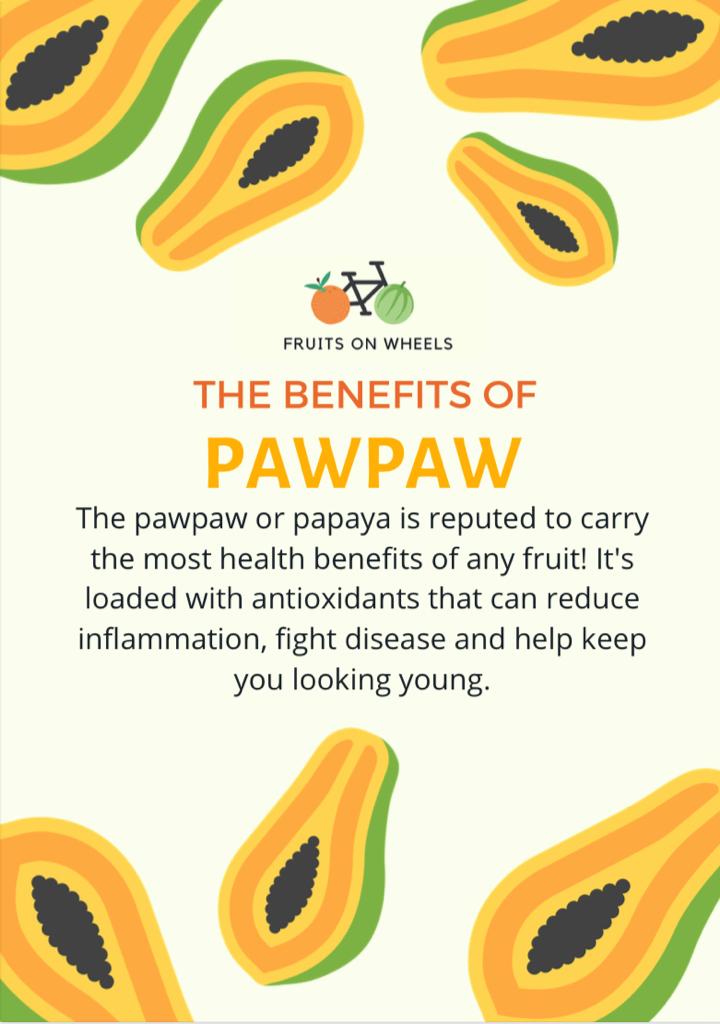 FRUITS ON WHEELS
THE BENEFITS OF
PAWPAW
The pawpaw or papaya is reputed to carry
the most health benefits of any fruit! It's
loaded with antioxidants that can reduce
inflammation, fight disease and help keep
you looking young.